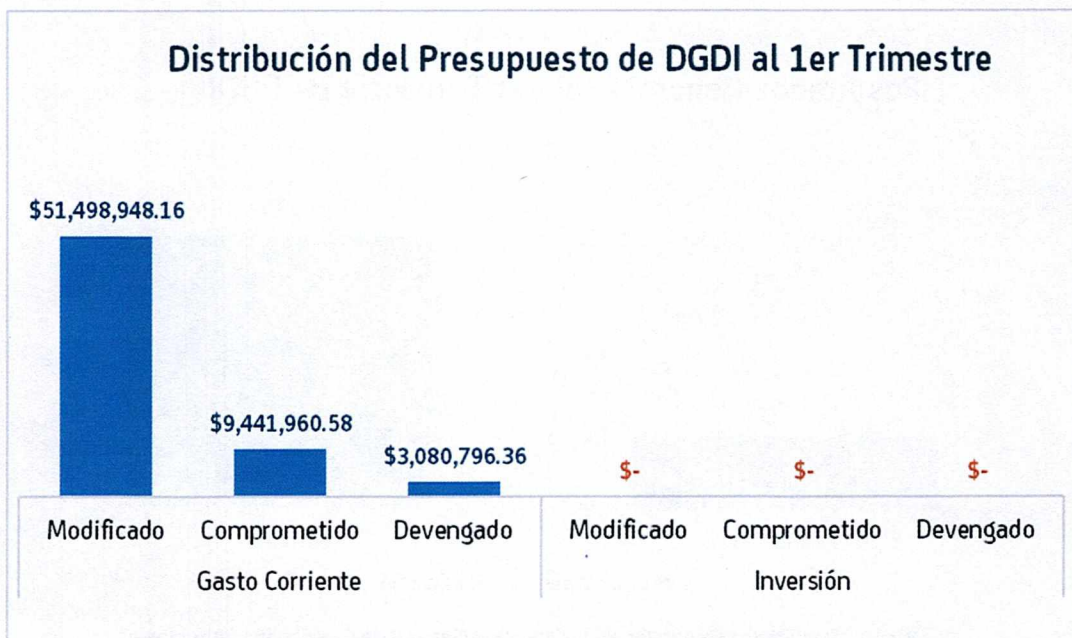 Distribución del Presupuesto de DGDI al 1er Trimestre
$51,498,948.16
$9,441,960.58
$3,080,796.36
$-
$-
$-
Modificado
Comprometido
Devengado
Modificado
Comprometido
Devengado
Gasto Corriente
Inversión